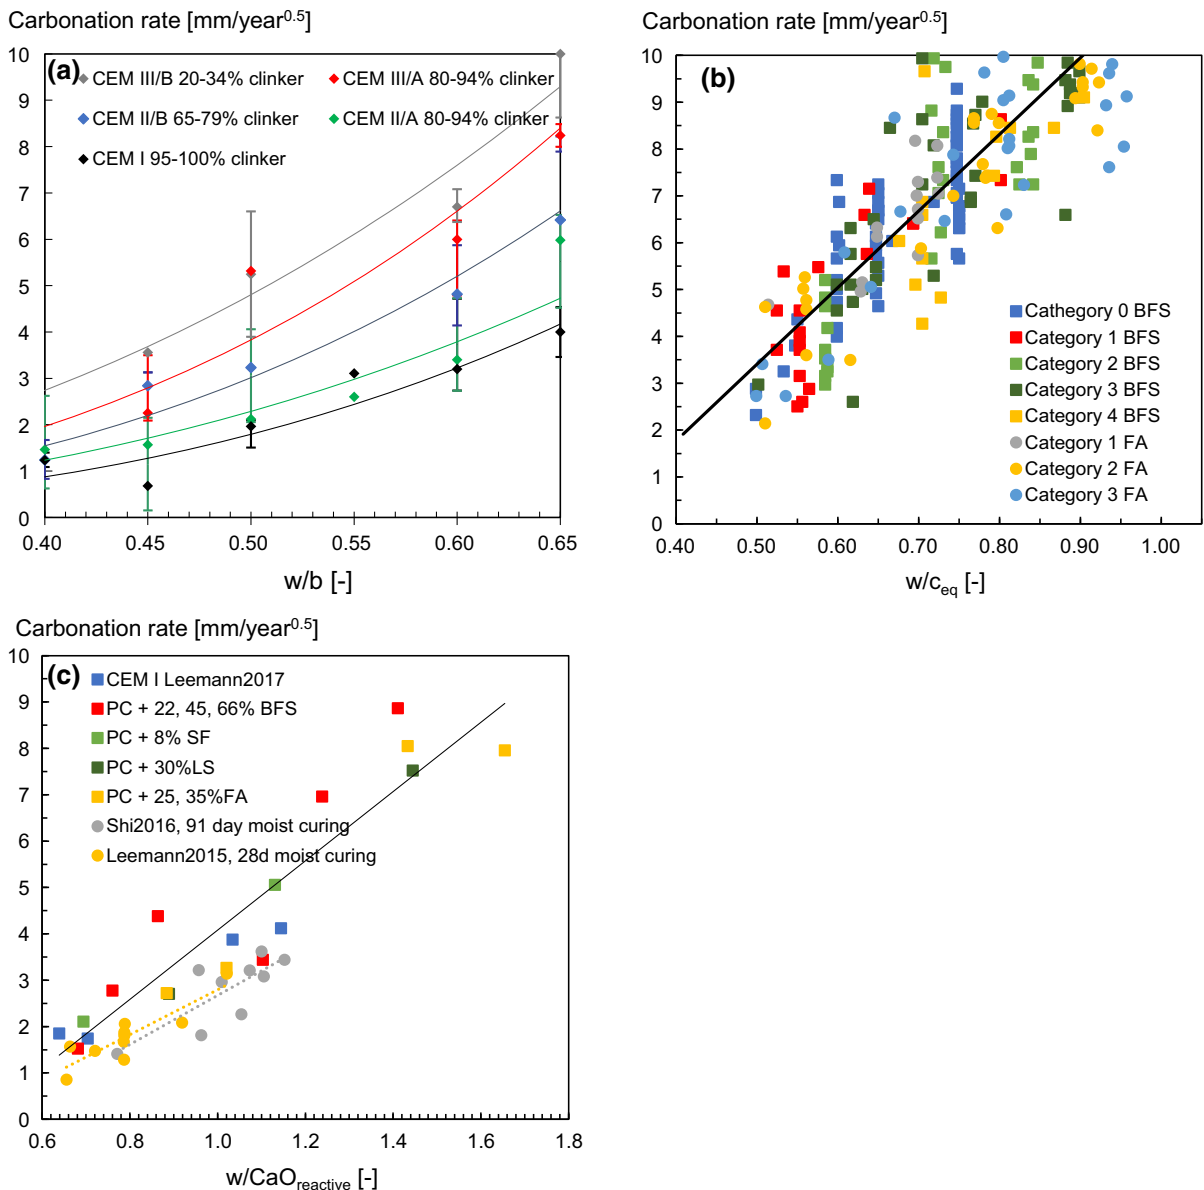 Carbonation rate [mm/year0.5]
(a)
CEM III/B 20-34% clinker
CEM III/A 80-94% clinker
CEM II/B 65-79% clinker
CEM II/A 80-94% clinker
CEM I 95-100% clinker
10
9
8
7
6
5
4
3
2
1
0
0.40 0.45 0.50 0.55 0.60 0.65
w/b [-]
Carbonation rate [mm/year0.5]
(b)
10
9
8
7
6
5
4
3
2
1
0
Cathegory 0 BFS
Category 1 BFS
Category 2 BFS
Category 3 BFS
Category 4 BFS
Category 1 FA
Category 2 FA
Category 3 FA
0.40 0.50 0.60 0.70 0.80 0.90 1.00
w/ceq [-]
Carbonation rate [mm/year0.5]
(c)
10
9
8
7
6
5
4
3
2
1
0
CEM I Leemann2017
PC + 22, 45, 66% BFS
PC + 8% SF
PC + 30%LS
PC + 25, 35%FA
Shi2016, 91 day moist curing
Leemann2015, 28d moist curing
0.6 0.8 1.0 1.2 1.4 1.6 1.8
w/CaOreactive [-]